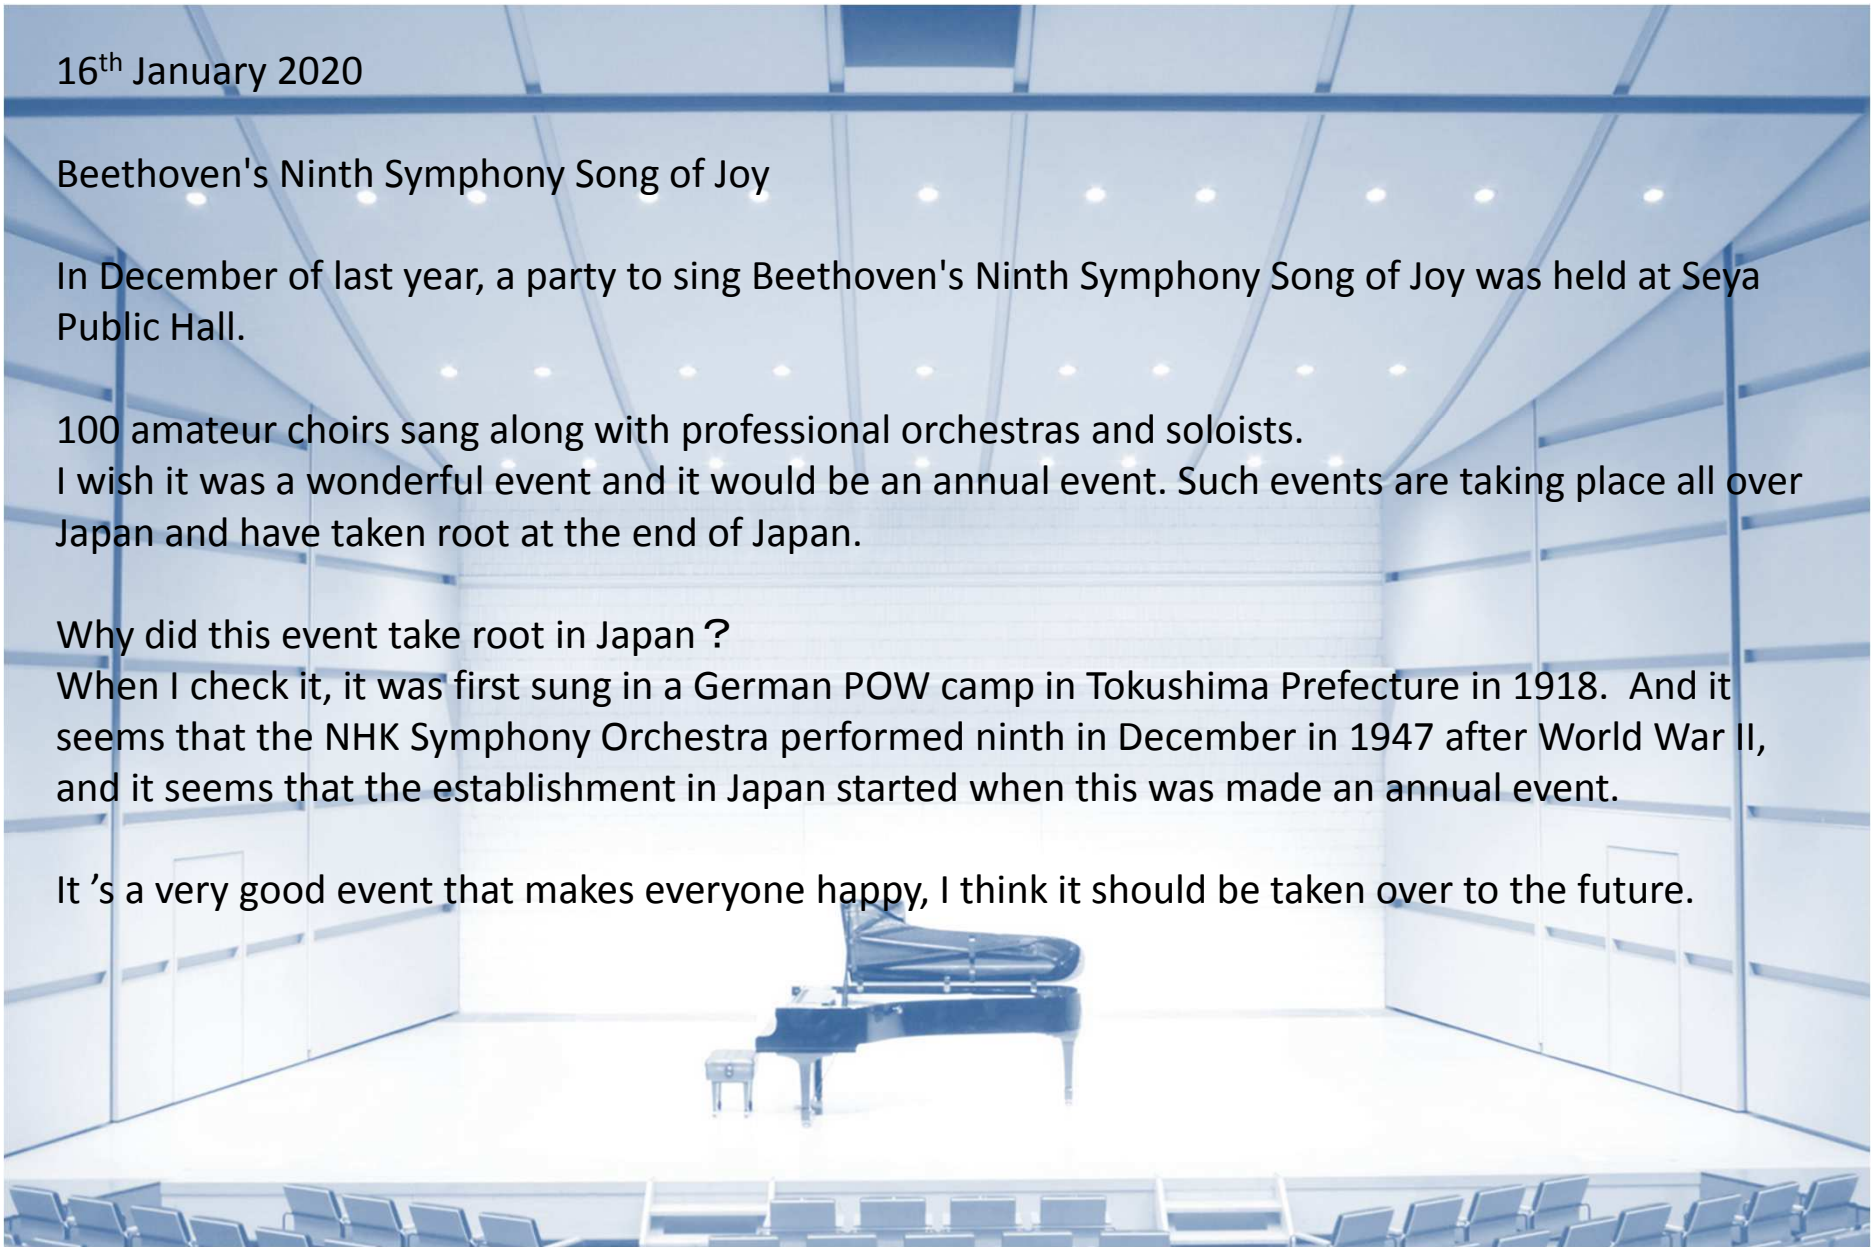 16th January 2020
Beethoven's Ninth Symphony Song of Joy
In December of last year, a party to sing Beethoven's Ninth Symphony Song of Joy was held at Seya
Public Hall.
100 amateur choirs sang along with professional orchestras and soloists.
I wish it was a wonderful event and it would be an annual event. Such events are taking place all over
Japan and have taken root at the end of Japan.
Why did this event take root in Japan？
When I check it, it was first sung in a German POW camp in Tokushima Prefecture in 1918.  And it
seems that the NHK Symphony Orchestra performed ninth in December in 1947 after World War II,
and it seems that the establishment in Japan started when this was made an annual event.
It ’s a very good event that makes everyone happy, I think it should be taken over to the future.